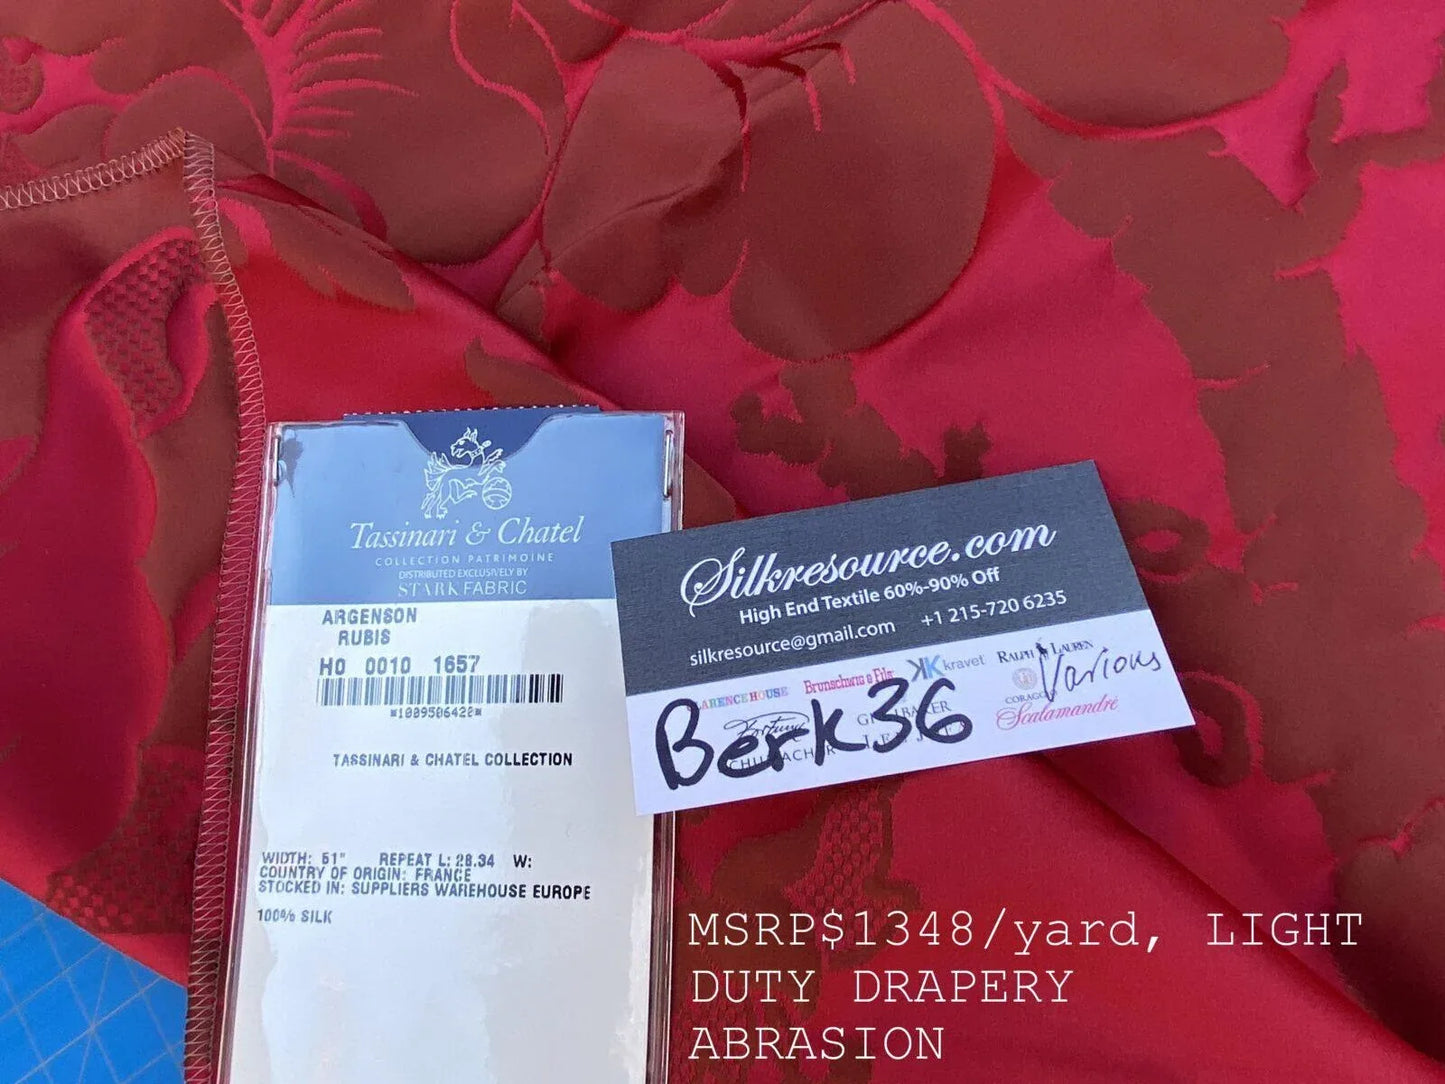 Tassinari & Chatel
COLLECTION PATRIMOINE
DISTRIBUTED EXCLUSIVELY BY
STARK FABRIC
ARGENSON
RUBIS
HO 0010 1657
*1009506420*
TASSINARI & CHATEL COLLECTION
WIDTH: 51" REPEAT L: 28.34 W:
COUNTRY OF ORIGIN: FRANCE
STOCKED IN: SUPPLIERS WAREHOUSE EUROPE
100% SILK
Silkresource.com
High End Textile 60%-90% Off
silkresource@gmail.com +1 215-720 6235
Brunschwig & Fils kravet RALPH LAUREN
Various
Scalamandré
Berk36
MSRP$1348/yard, LIGHT
DUTY DRAPERY
ABRASION